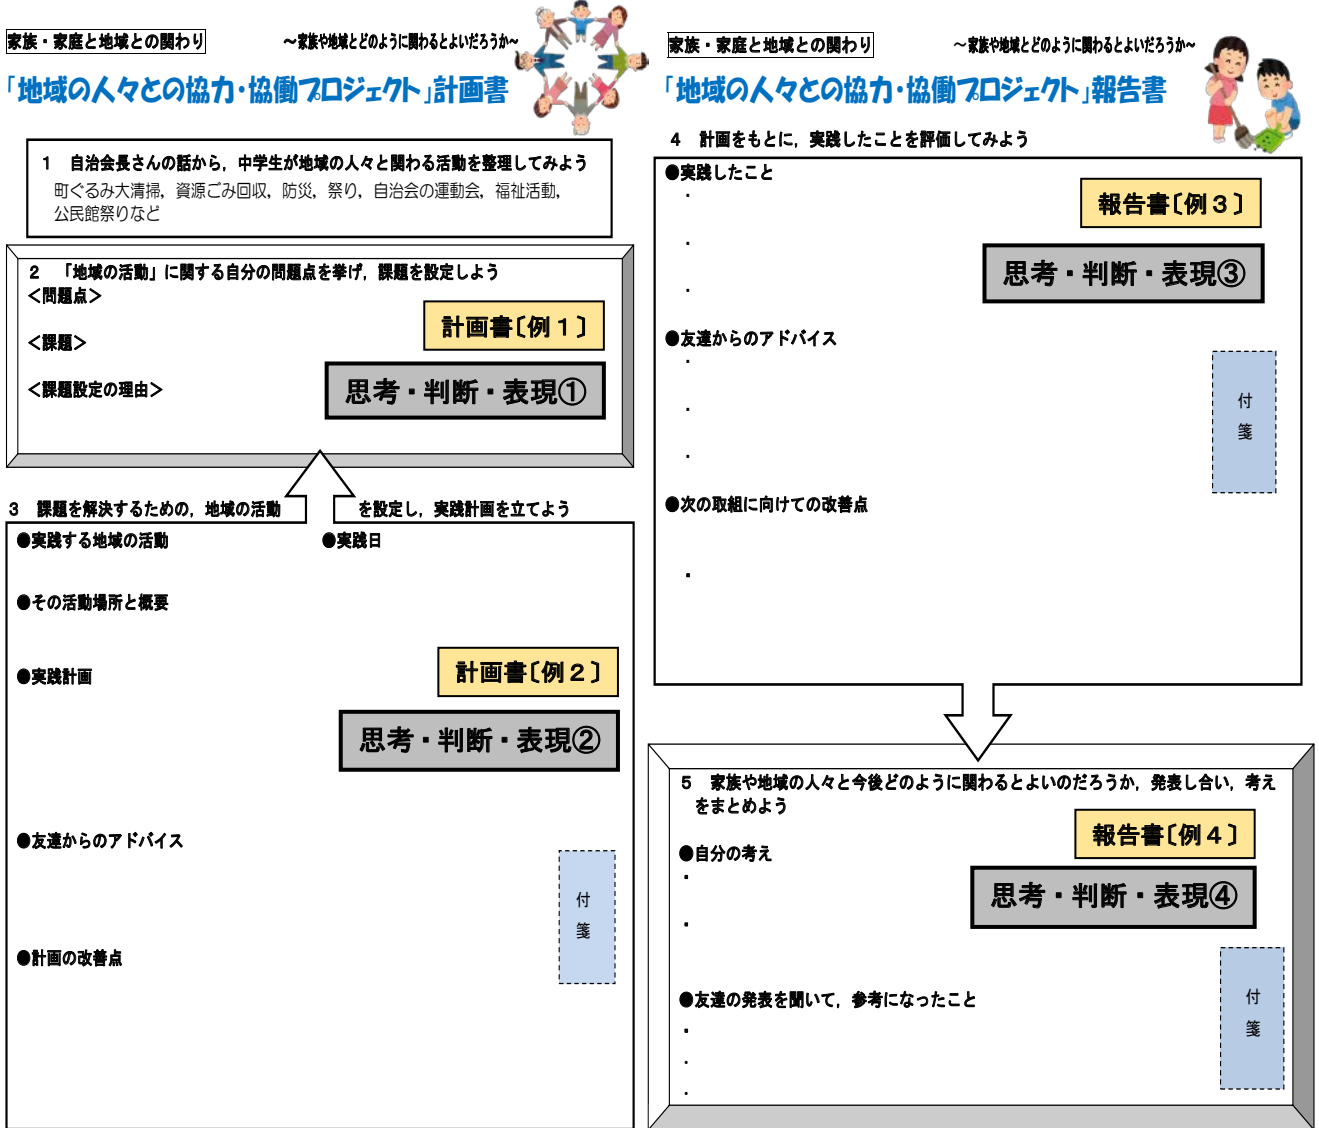 家族・家庭と地域との関わり
～家族や地域とどのように関わるとよいだろうか～
「地域の人々との協力・協働プロジェクト」計画書
１　自治会長さんの話から，中学生が地域の人々と関わる活動を整理してみよう
町ぐるみ大清掃，資源ごみ回収，防災，祭り，自治会の運動会，福祉活動，
公民館祭りなど
２　「地域の活動」に関する自分の問題点を挙げ，課題を設定しよう
＜問題点＞
計画書〔例１〕
＜課題＞
思考・判断・表現①
＜課題設定の理由＞
３　課題を解決するための，地域の活動　を設定し，実践計画を立てよう
●実践する地域の活動
●実践日
●その活動場所と概要
●実践計画
計画書〔例２〕
思考・判断・表現②
●友達からのアドバイス
付
箋
●計画の改善点
家族・家庭と地域との関わり
～家族や地域とどのように関わるとよいだろうか～
「地域の人々との協力・協働プロジェクト」報告書
４　計画をもとに，実践したことを評価してみよう
●実践したこと
・
報告書〔例３〕
・
思考・判断・表現③
・
●友達からのアドバイス
・
付
箋
・
・
●次の取組に向けての改善点
・
５　家族や地域の人々と今後どのように関わるとよいのだろうか，発表し合い，考え
をまとめよう
報告書〔例４〕
●自分の考え
・
思考・判断・表現④
・
付
箋
●友達の発表を聞いて，参考になったこと
・
・
・